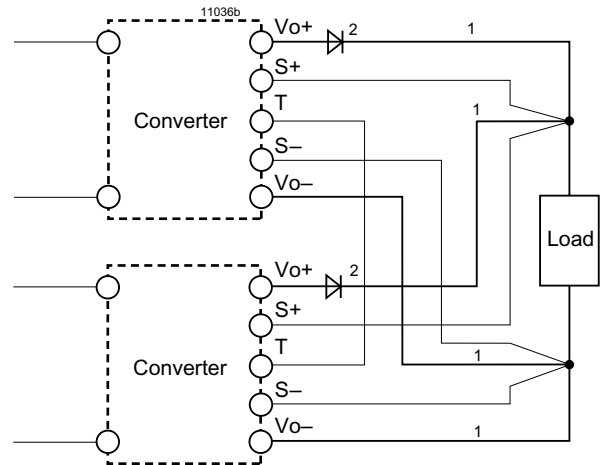 11036b
Vo+
2
1
S+
T
1
Converter
S–
Vo–
Load
Vo+
2
S+
T
1
Converter
S–
Vo–
1